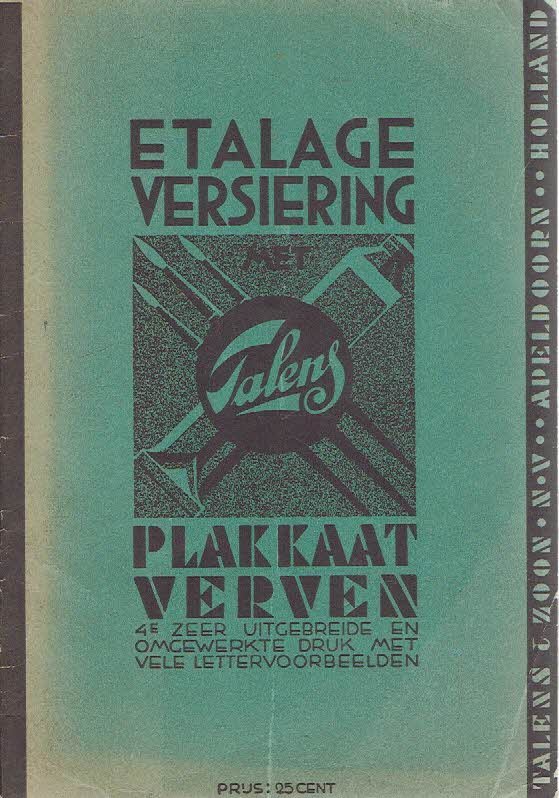 ETALAGE
VERSIERING
MET
Talens
PLAKKAAT
VERVEN
4E ZEER UITGEBREIDE EN
OMGEWERKTE DRUK MET
VELE LETTERVOORBEELDEN
PRIJS: 25 CENT
TALENS & ZOON • N•V•• APELDOORN •• HOLLAND